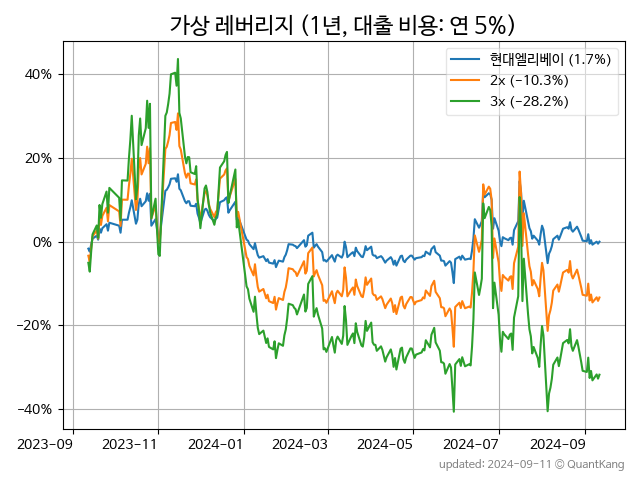 가상 레버리지 (1년, 대출 비용: 연 5%)
현대엘리베이 (1.7%)
2x (−10.3%)
3x (−28.2%)
40%
20%
0%
−20%
−40%
2023-09 2023-11 2024-01 2024-03 2024-05 2024-07 2024-09
updated: 2024-09-11 © QuantKang